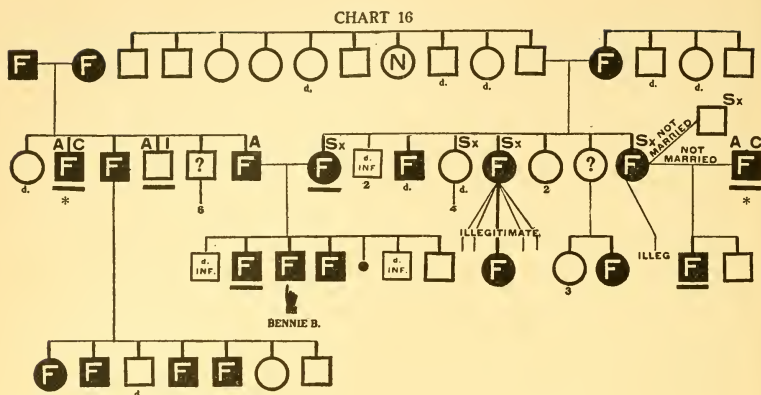 CHART 16
F F d. N d. d. F d. d.
Sx
NOT MARRIED
d. A C F F A I ? A F Sx F d. INF F Sx Sx F ? Sx F NOT MARRIED A C F
* 6 2 d. d. 4 2 *
ILLEGITIMATE. ILLEG
d. INF. F F F d. INF. F 3 F F
BENNIE B.
F F d. F F